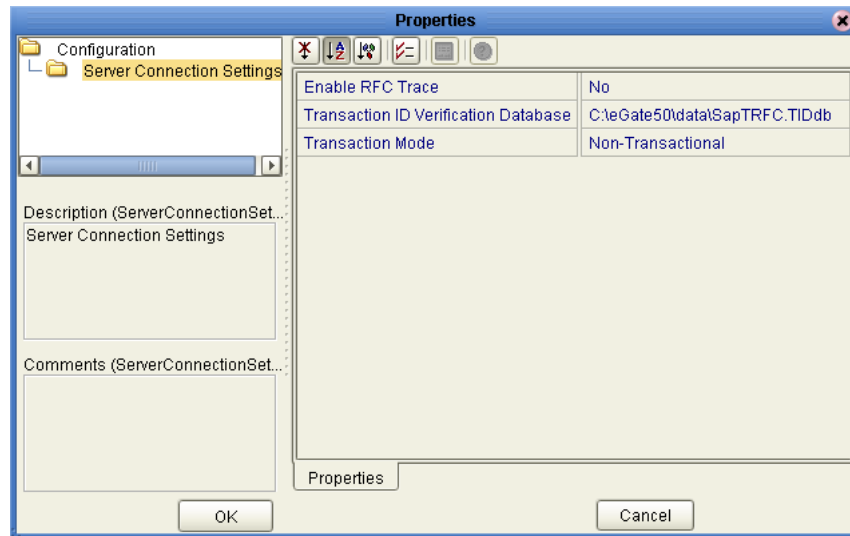 Properties
Configuration
Server Connection Settings
Enable RFC Trace No
Transaction ID Verification Database C:\eGate50\data\SapTRFC.TIDdb
Transaction Mode Non-Transactional
Description (ServerConnectionSet...
Server Connection Settings
Comments (ServerConnectionSet...
Properties
OK Cancel